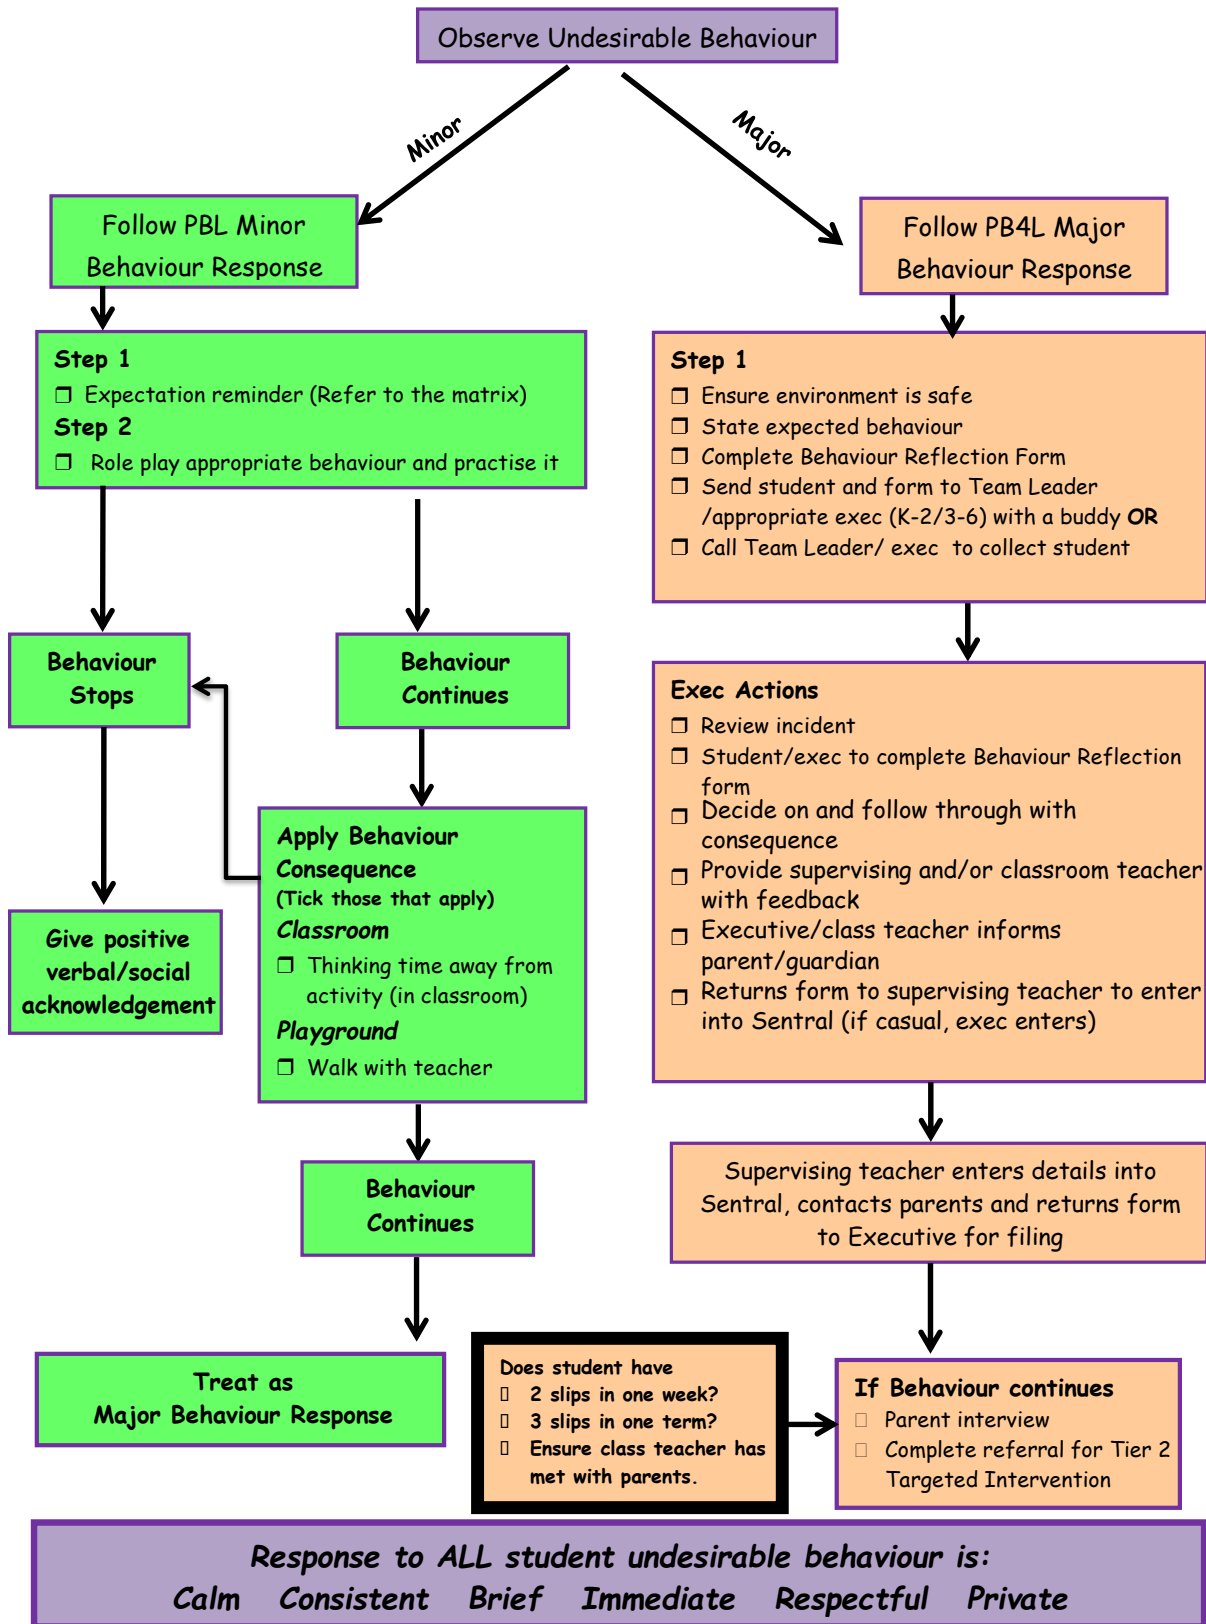 Observe Undesirable Behaviour
Minor
Major
Follow PBL Minor
Behaviour Response
Follow PB4L Major
Behaviour Response
Step 1
❒ Expectation reminder (Refer to the matrix)
Step 2
❒ Role play appropriate behaviour and practise it
Step 1
❒ Ensure environment is safe
❒ State expected behaviour
❒ Complete Behaviour Reflection Form
❒ Send student and form to Team Leader
/appropriate exec (K-2/3-6) with a buddy OR
❒ Call Team Leader/ exec to collect student
Behaviour
Stops
Behaviour
Continues
Exec Actions
❒ Review incident
❒ Student/exec to complete Behaviour Reflection
form
❒ Decide on and follow through with
consequence
❒ Provide supervising and/or classroom teacher
with feedback
❒ Executive/class teacher informs
parent/guardian
❒ Returns form to supervising teacher to enter
into Sentral (if casual, exec enters)
Apply Behaviour
Consequence
(Tick those that apply)
Classroom
❒ Thinking time away from
activity (in classroom)
Playground
❒ Walk with teacher
Give positive
verbal/social
acknowledgement
Behaviour
Continues
Supervising teacher enters details into
Sentral, contacts parents and returns form
to Executive for filing
Treat as
Major Behaviour Response
Does student have
▯ 2 slips in one week?
▯ 3 slips in one term?
▯ Ensure class teacher has
met with parents.
If Behaviour continues
□ Parent interview
□ Complete referral for Tier 2
Targeted Intervention
Response to ALL student undesirable behaviour is:
Calm Consistent Brief Immediate Respectful Private